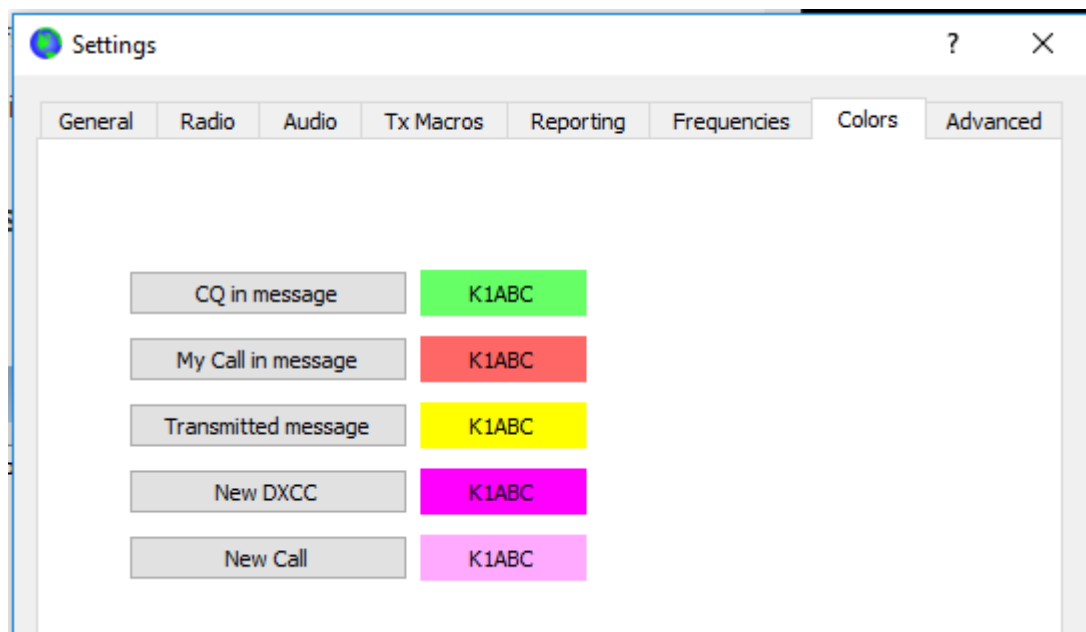 Settings
?
General Radio Audio Tx Macros Reporting Frequencies Colors Advanced
CQ in message K1ABC
My Call in message K1ABC
Transmitted message K1ABC
New DXCC K1ABC
New Call K1ABC